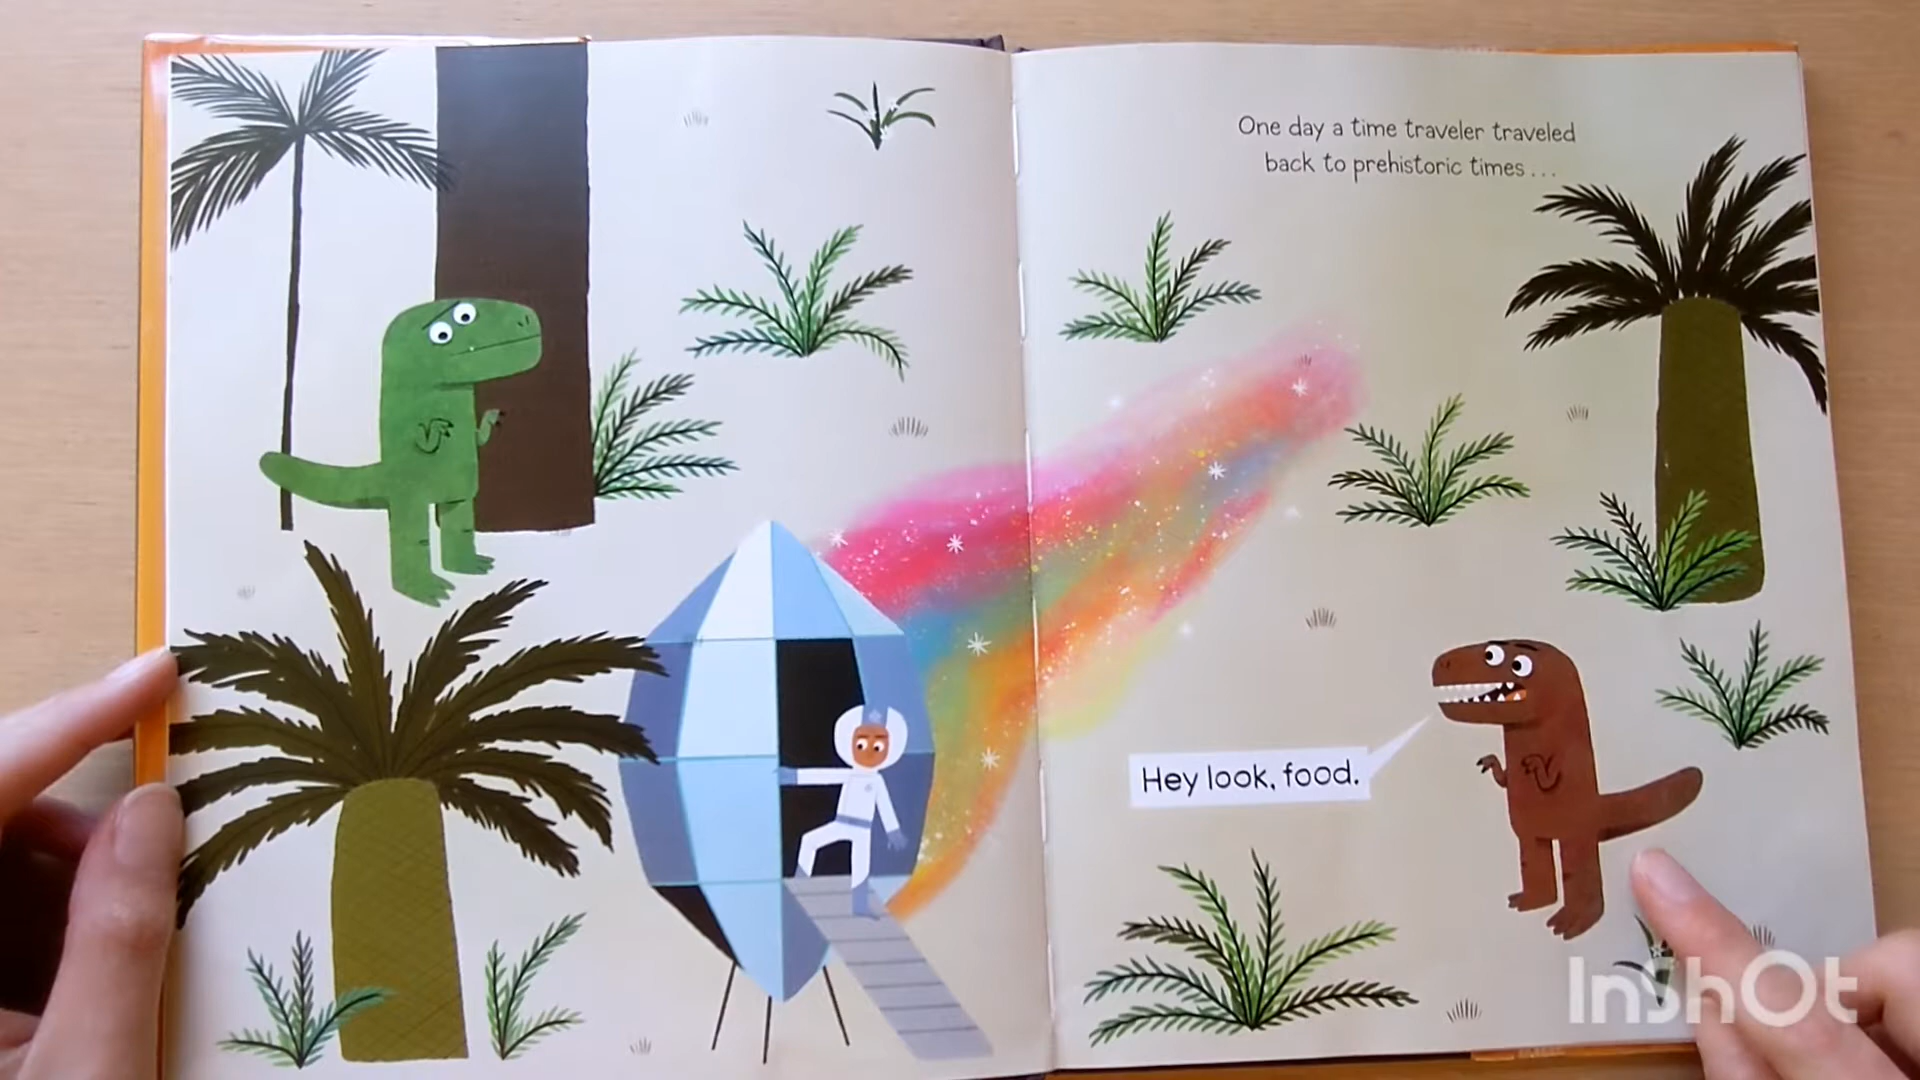 One day a time traveler traveled
back to prehistoric times...
Hey look, food.
InShOt